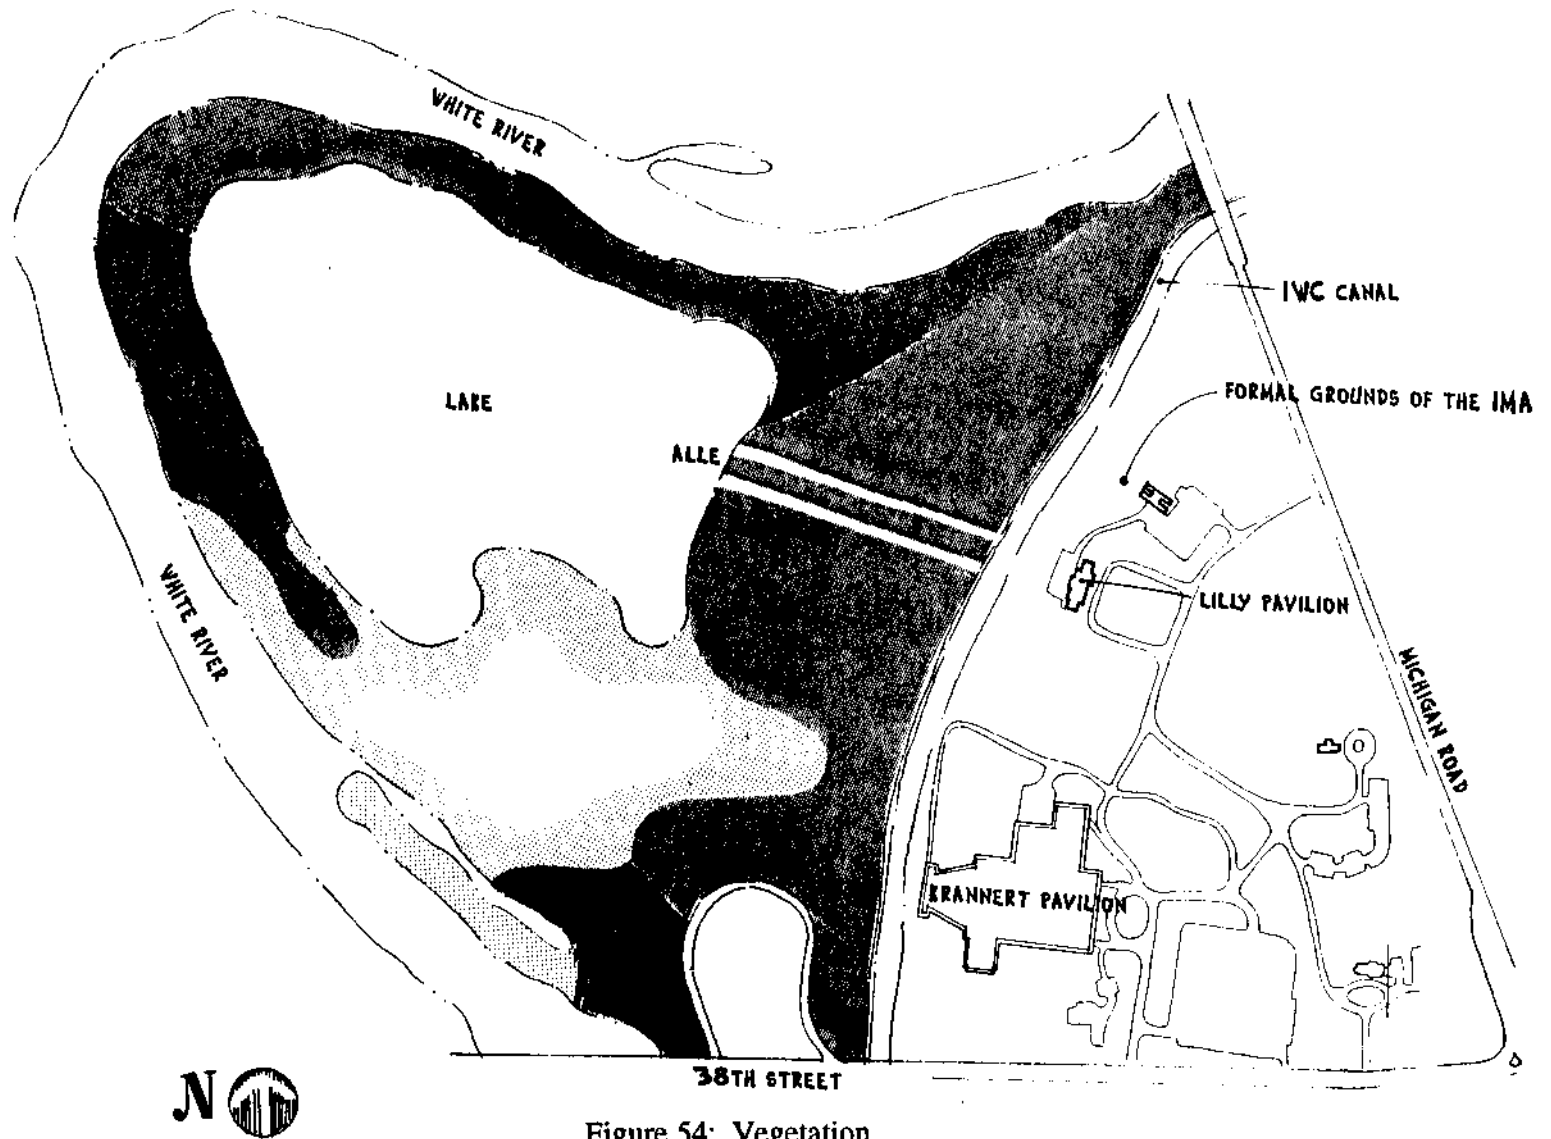 WHITE RIVER
IWC CANAL
FORMAL GROUNDS OF THE IMA
LAKE
ALLE
WHITE RIVER
LILLY PAVILION
MICHIGAN ROAD
KRANNERT PAVILION
38TH STREET
N
Figure 54: Vegetation